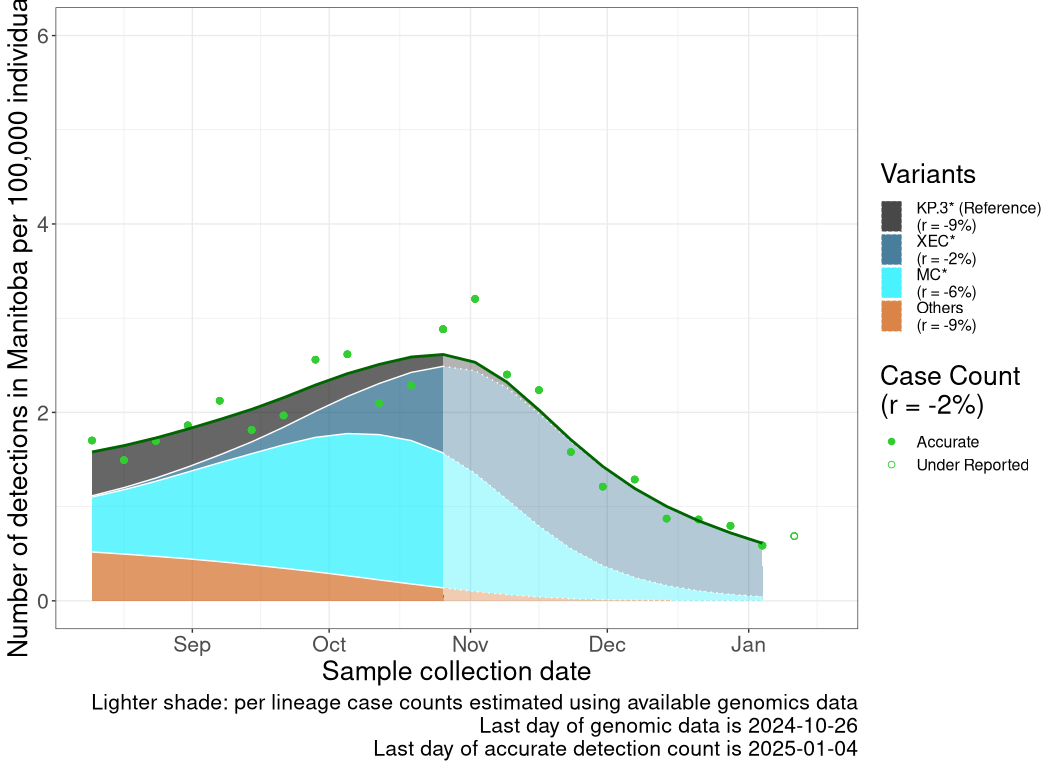 Number of detections in Manitoba per 100,000 individua
6
4
2
0
Sep
Oct
Nov
Dec
Jan
Sample collection date
Lighter shade: per lineage case counts estimated using available genomics data
Last day of genomic data is 2024-10-26
Last day of accurate detection count is 2025-01-04
Variants
KP.3* (Reference)
(r = -9%)
XEC*
(r = -2%)
MC*
(r = -6%)
Others
(r = -9%)
Case Count
(r = -2%)
Accurate
Under Reported